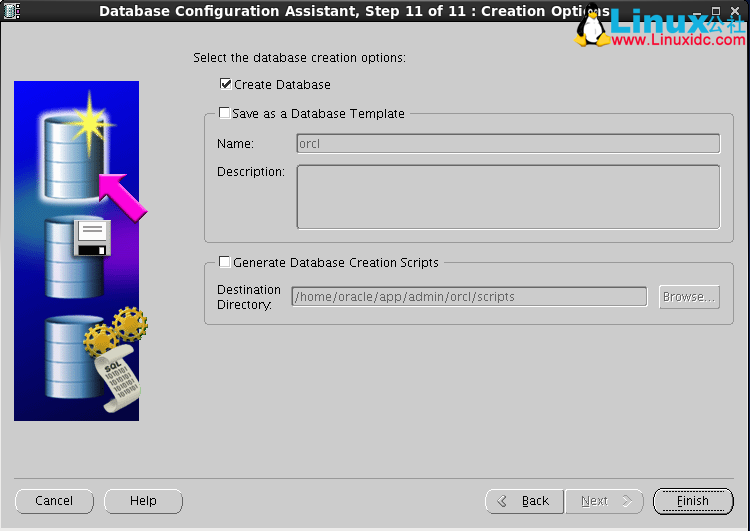 Database Configuration Assistant, Step 11 of 11 : Creation Options
Linux公社
www.Linuxidc.com
Select the database creation options:
Create Database
Save as a Database Template
Name:
orcl
Description:
Generate Database Creation Scripts
Destination
Directory:
/home/oracle/app/admin/orcl/scripts
Browse...
SQL
Cancel
Help
Back
Next
Finish